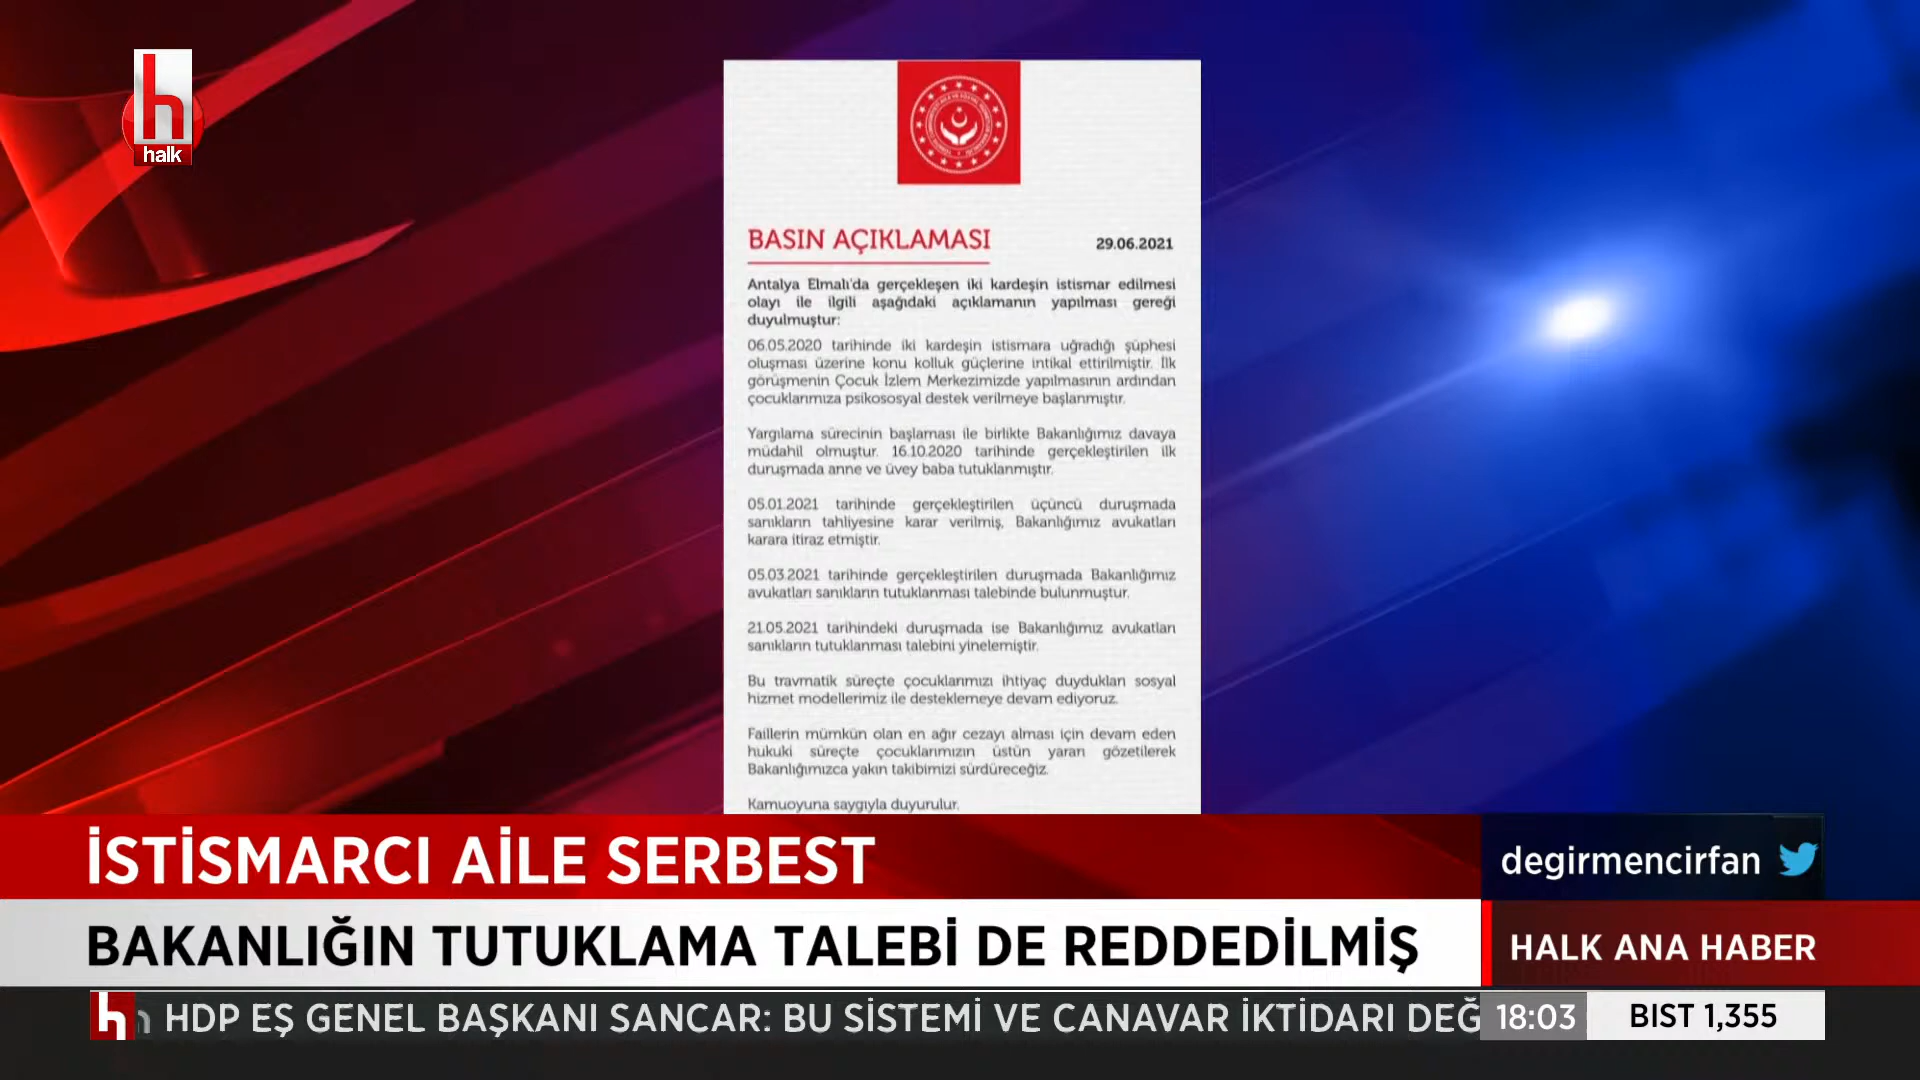 h
halk
BASIN AÇIKLAMASI
29.06.2021
Antalya Elmalı'da gerçekleşen iki kardeşin istismar edilmesi
olayı ile ilgili aşağıdaki açıklamanın yapılması gereği
duyulmuştur:
06.05.2020 tarihinde iki kardeşin istismara uğradığı şüphesi
oluşması üzerine konu kolluk güçlerine intikal ettirilmiştir. İlk
görüşmenin Çocuk İzlem Merkezimizde yapılmasının ardından
çocuklarımıza psikososyal destek verilmeye başlanmıştır.
Yargılama sürecinin başlaması ile birlikte Bakanlığımız davaya
müdahil olmuştur. 16.10.2020 tarihinde gerçekleştirilen ilk
duruşmada anne ve üvey baba tutuklanmıştır.
05.01.2021 tarihinde gerçekleştirilen üçüncü duruşmada
sanıkların tahliyesine karar verilmiş, Bakanlığımız avukatları
karara itiraz etmiştir.
05.03.2021 tarihinde gerçekleştirilen duruşmada Bakanlığımız
avukatları sanıkların tutuklanması talebinde bulunmuştur.
21.05.2021 tarihindeki duruşmada ise Bakanlığımız avukatları
sanıkların tutuklanması talebini yinelemiştir.
Bu travmatik süreçte çocuklarımızı ihtiyaç duydukları sosyal
hizmet modellerimiz ile desteklemeye devam ediyoruz.
Faillerin mümkün olan en ağır cezayı alması için devam eden
hukuki süreçte çocuklarımızın üstün yararı gözetilerek
Bakanlığımızca yakın takibimizi sürdüreceğiz.
Kamuoyuna saygıyla duyurulur.
İSTİSMARCI AİLE SERBEST
degirmencirfan
BAKANLIĞIN TUTUKLAMA TALEBİ DE REDDEDİLMİŞ
HALK ANA HABER
h HDP EŞ GENEL BAŞKANI SANCAR: BU SİSTEMİ VE CANAVAR İKTİDARI DEĞ
18:03
BIST 1,355